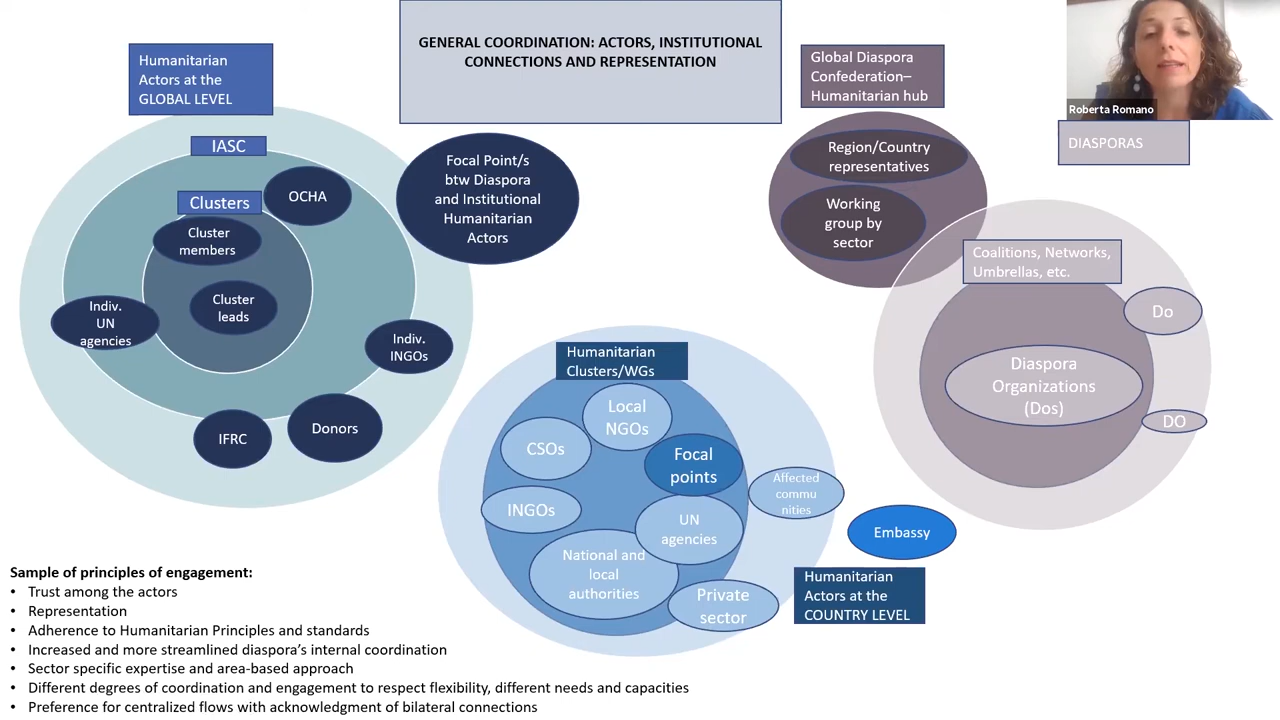 GENERAL COORDINATION: ACTORS, INSTITUTIONAL
CONNECTIONS AND REPRESENTATION
Humanitarian
Actors at the
GLOBAL LEVEL
IASC
Clusters
OCHA
Cluster
members
Cluster
leads
Indiv.
UN
agencies
Indiv.
INGOs
IFRC
Donors
Focal Point/s
btw Diaspora
and Institutional
Humanitarian
Actors
Global Diaspora
Confederation–
Humanitarian hub
Region/Country
representatives
Working
group by
sector
Roberta Romano
DIASPORAS
Coalitions, Networks,
Umbrellas, etc.
Do
Diaspora
Organizations
(Dos)
DO
Humanitarian
Clusters/WGs
Local
NGOs
CSOs
Focal
points
INGOs
UN
agencies
National and
local
authorities
Private
sector
Affected
commu
nities
Embassy
Humanitarian
Actors at the
COUNTRY LEVEL
Sample of principles of engagement:
• Trust among the actors
• Representation
• Adherence to Humanitarian Principles and standards
• Increased and more streamlined diaspora’s internal coordination
• Sector specific expertise and area-based approach
• Different degrees of coordination and engagement to respect flexibility, different needs and capacities
• Preference for centralized flows with acknowledgment of bilateral connections